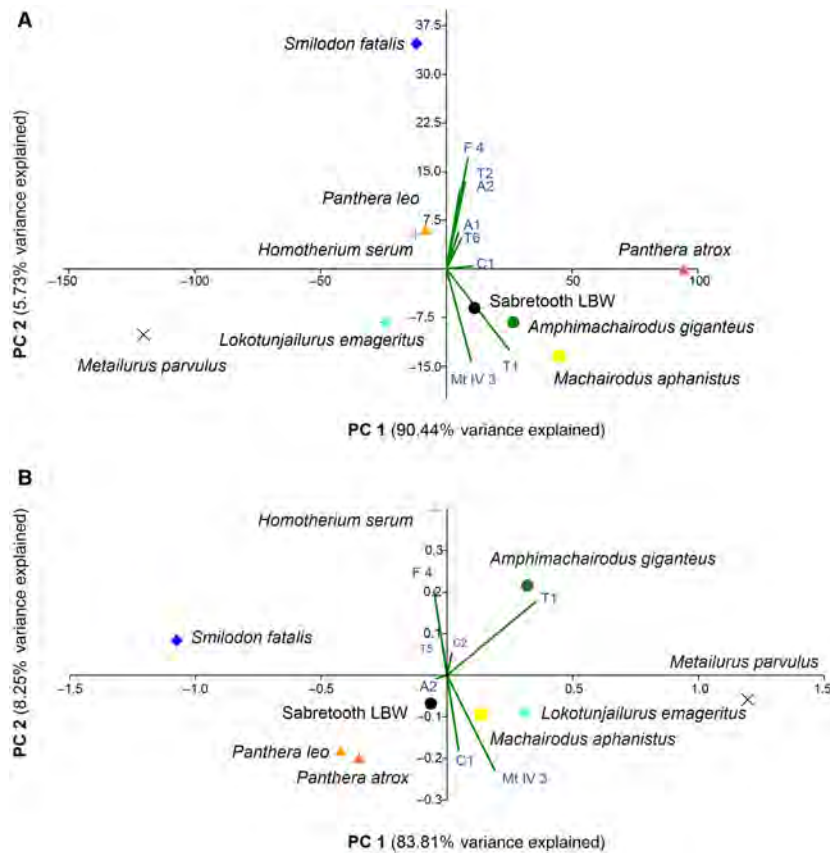 A
37.5
Smilodon fatalis
30.0
22.5
F 4
15.0
T2
A2
Panthera leo
7.5
A1
T6
Homotherium serum
C1
Panthera atrox
−150
−100
−50
50
100
Sabretooth LBW
−7.5
Lokotunjailurus emageritus
Amphimachairodus giganteus
Metailurus parvulus
−15.0
Mt IV 3
T1
Machairodus aphanistus
PC 2 (5.73% variance explained)
PC 1 (90.44% variance explained)
B
Homotherium serum
0.3
Amphimachairodus giganteus
F 4
0.2
T1
0.1
Smilodon fatalis
T5
C2
Metailurus parvulus
−1.5
−1.0
−0.5
0.5
1.0
1.5
A2
Sabretooth LBW
−0.1
Lokotunjailurus emageritus
Machairodus aphanistus
Panthera leo
−0.2
C1
Panthera atrox
Mt IV 3
−0.3
PC 2 (8.25% variance explained)
PC 1 (83.81% variance explained)